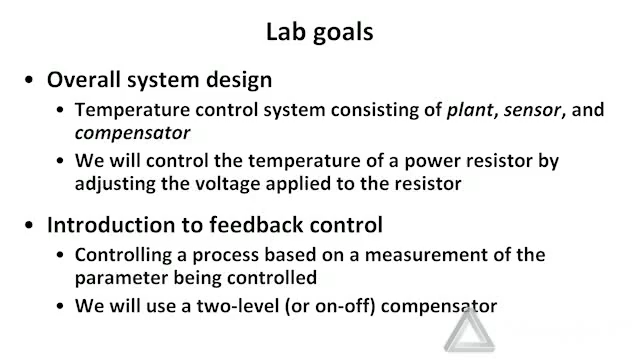 Lab goals
• Overall system design
• Temperature control system consisting of plant, sensor, and
compensator
• We will control the temperature of a power resistor by
adjusting the voltage applied to the resistor
• Introduction to feedback control
• Controlling a process based on a measurement of the
parameter being controlled
• We will use a two-level (or on-off) compensator